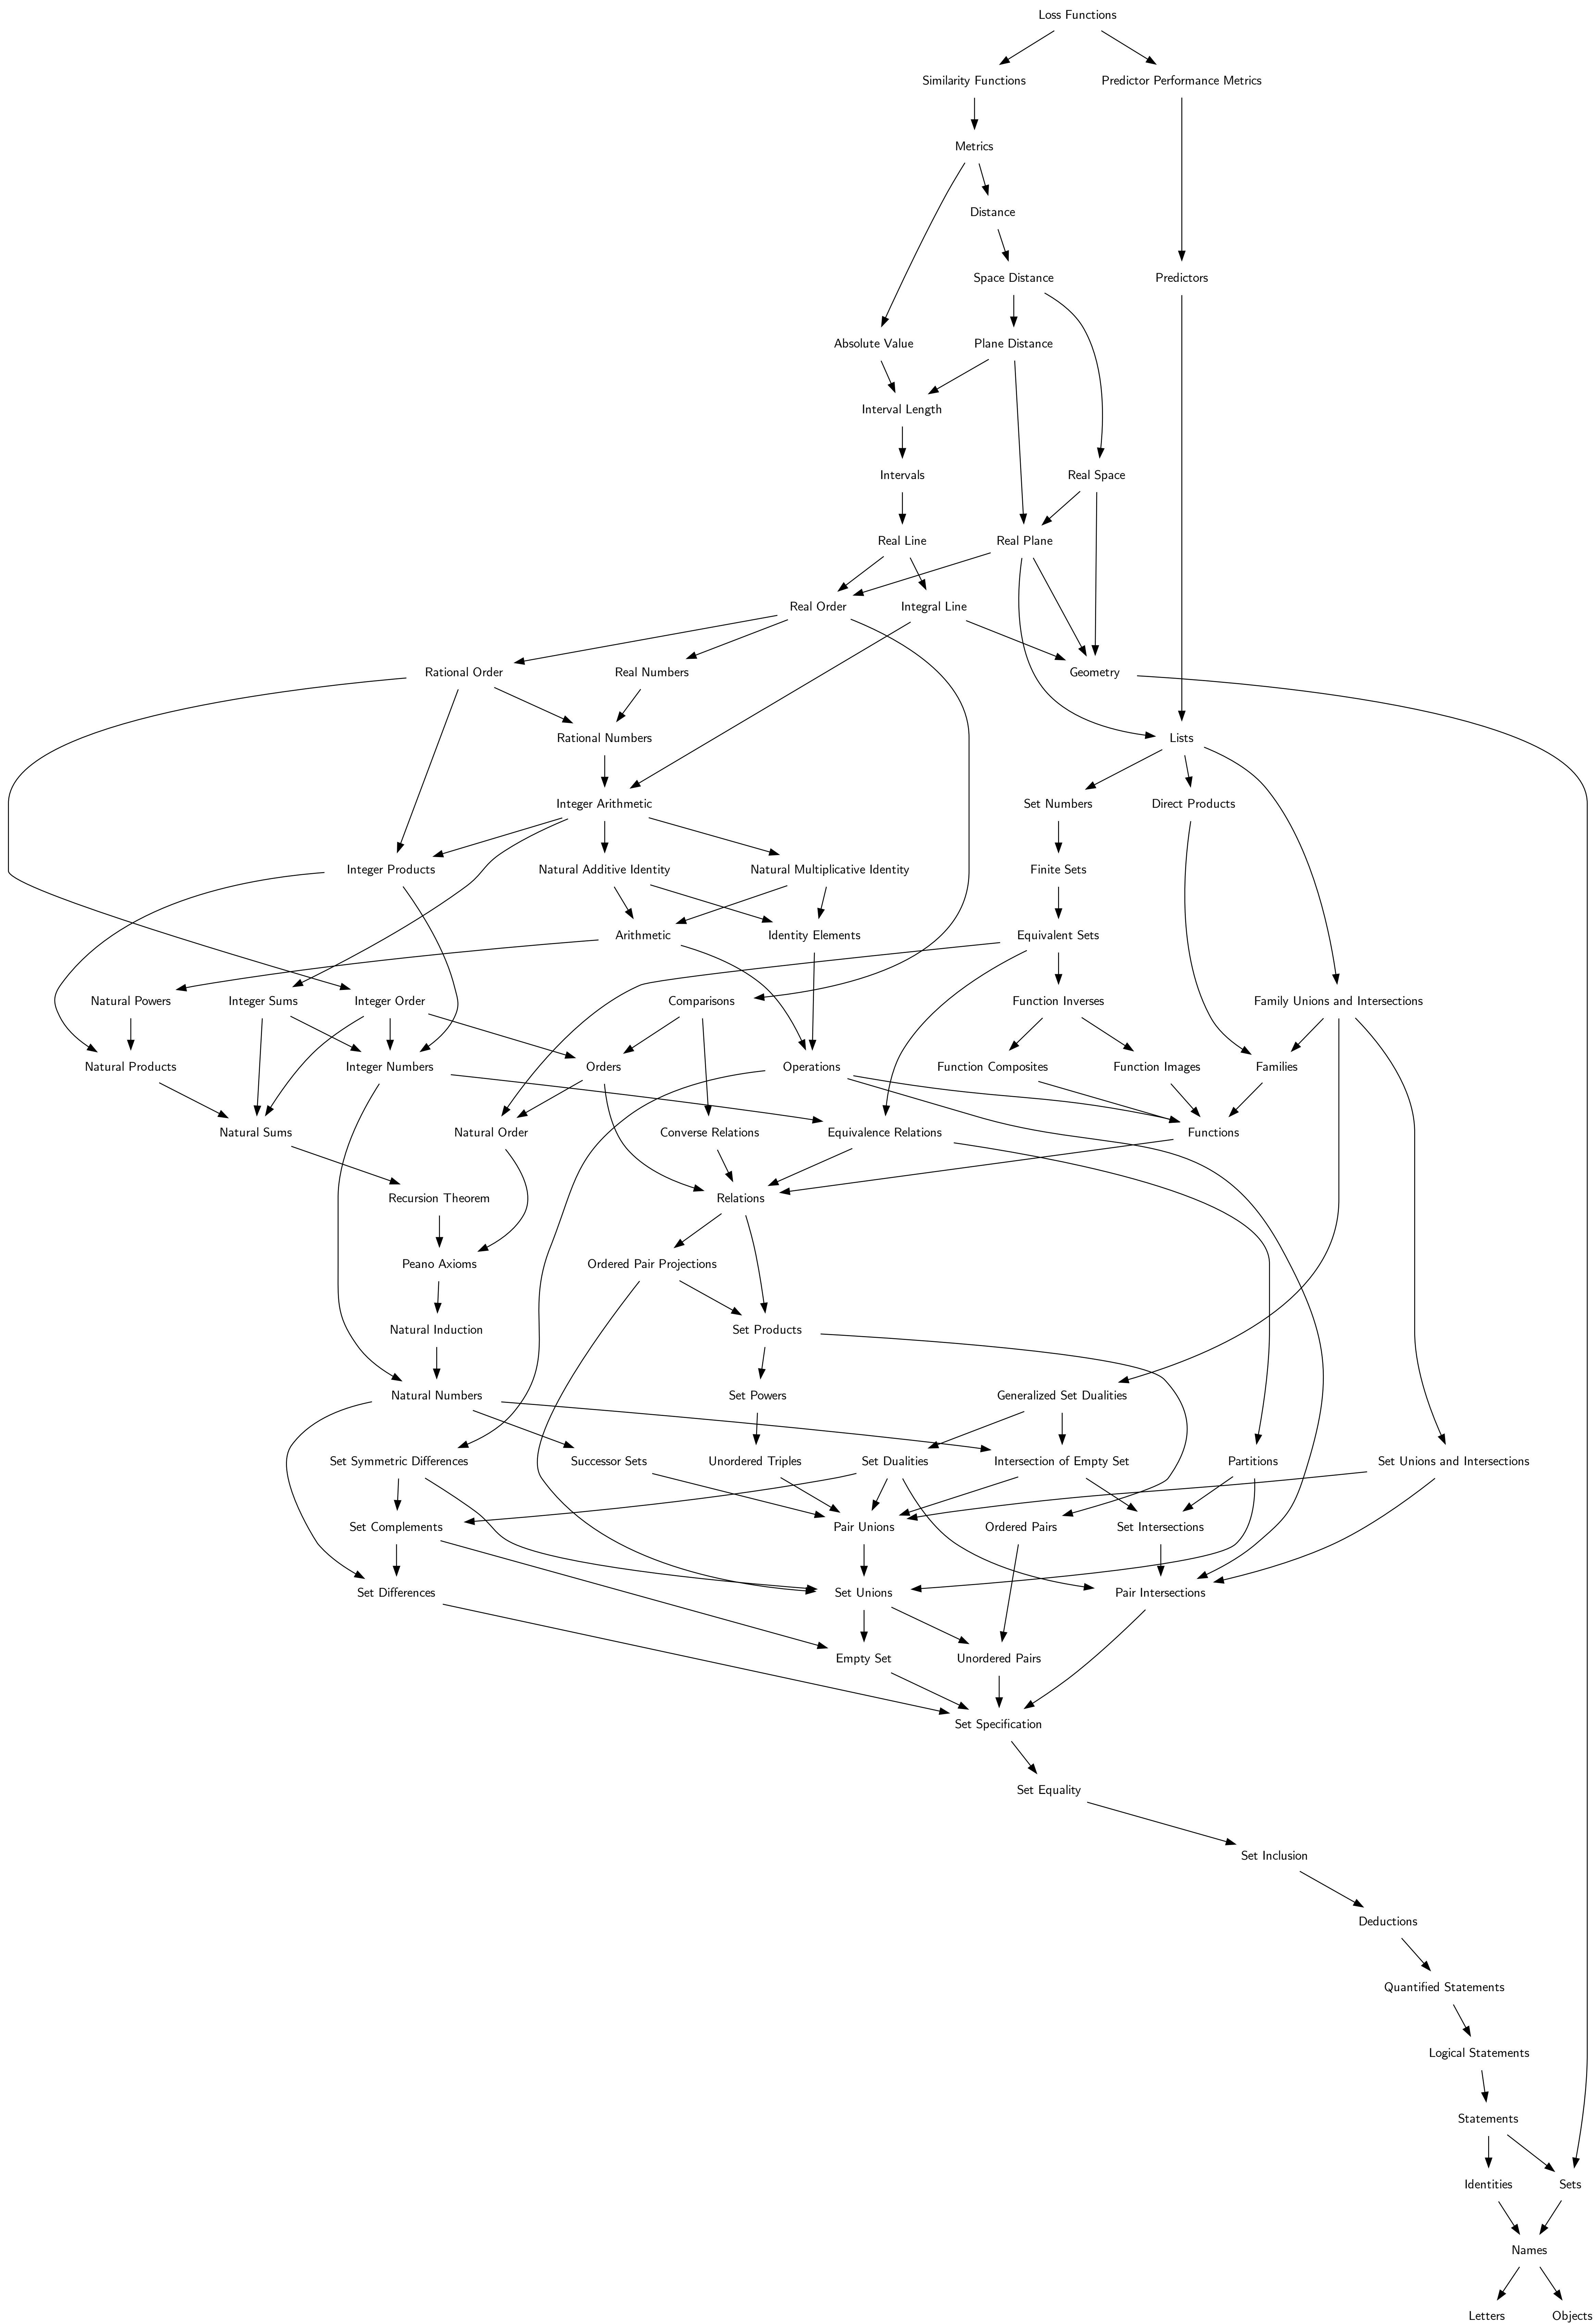 Loss Functions
Similarity Functions
Predictor Performance Metrics
Metrics
Distance
Space Distance
Predictors
Absolute Value
Plane Distance
Interval Length
Intervals
Real Space
Real Line
Real Plane
Real Order
Integral Line
Rational Order
Real Numbers
Geometry
Rational Numbers
Lists
Integer Arithmetic
Set Numbers
Direct Products
Integer Products
Natural Additive Identity
Natural Multiplicative Identity
Finite Sets
Arithmetic
Identity Elements
Equivalent Sets
Natural Powers
Integer Sums
Integer Order
Comparisons
Function Inverses
Family Unions and Intersections
Natural Products
Integer Numbers
Orders
Operations
Function Composites
Function Images
Families
Natural Sums
Natural Order
Converse Relations
Equivalence Relations
Functions
Recursion Theorem
Relations
Peano Axioms
Ordered Pair Projections
Natural Induction
Set Products
Natural Numbers
Set Powers
Generalized Set Dualities
Set Symmetric Differences
Successor Sets
Unordered Triples
Set Dualities
Intersection of Empty Set
Partitions
Set Unions and Intersections
Set Complements
Pair Unions
Ordered Pairs
Set Intersections
Set Differences
Set Unions
Pair Intersections
Empty Set
Unordered Pairs
Set Specification
Set Equality
Set Inclusion
Deductions
Quantified Statements
Logical Statements
Statements
Identities
Sets
Names
Letters
Objects